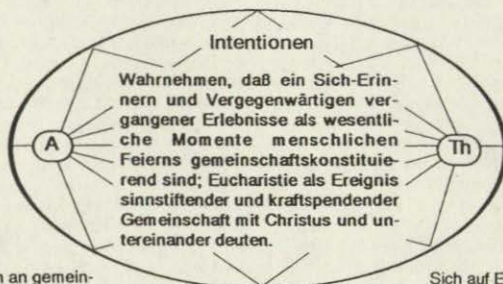 Intentionen
Wahrnehmen, daß ein Sich-Erin-
nern und Vergegenwärtigen ver-
gangener Erlebnisse als wesentli-
che Momente menschlichen
Feierns gemeinschaftskonstituie-
rend sind; Eucharistie als Ereignis
sinnstiftender und kraftspendender
Gemeinschaft mit Christus und un-
tereinander deuten.
A
Th
n an gemein-
Sich auf E